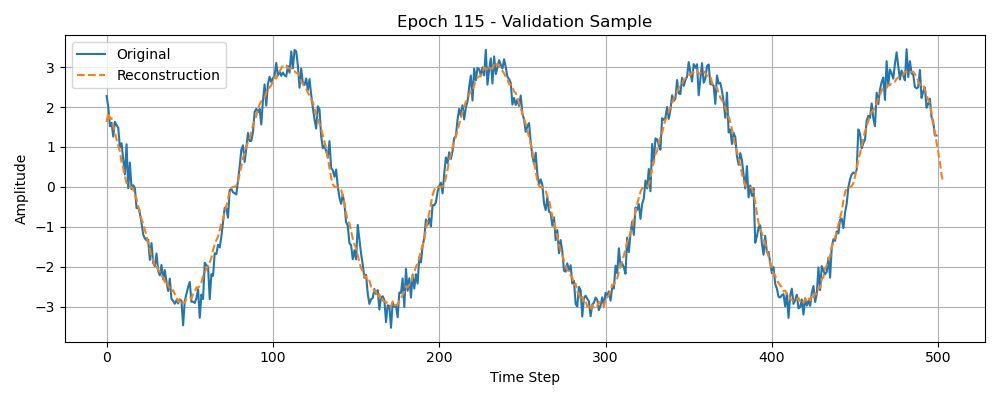 Epoch 115 - Validation Sample
Original
Reconstruction
Amplitude
3
2
1
0
−1
−2
−3
0 100 200 300 400 500
Time Step